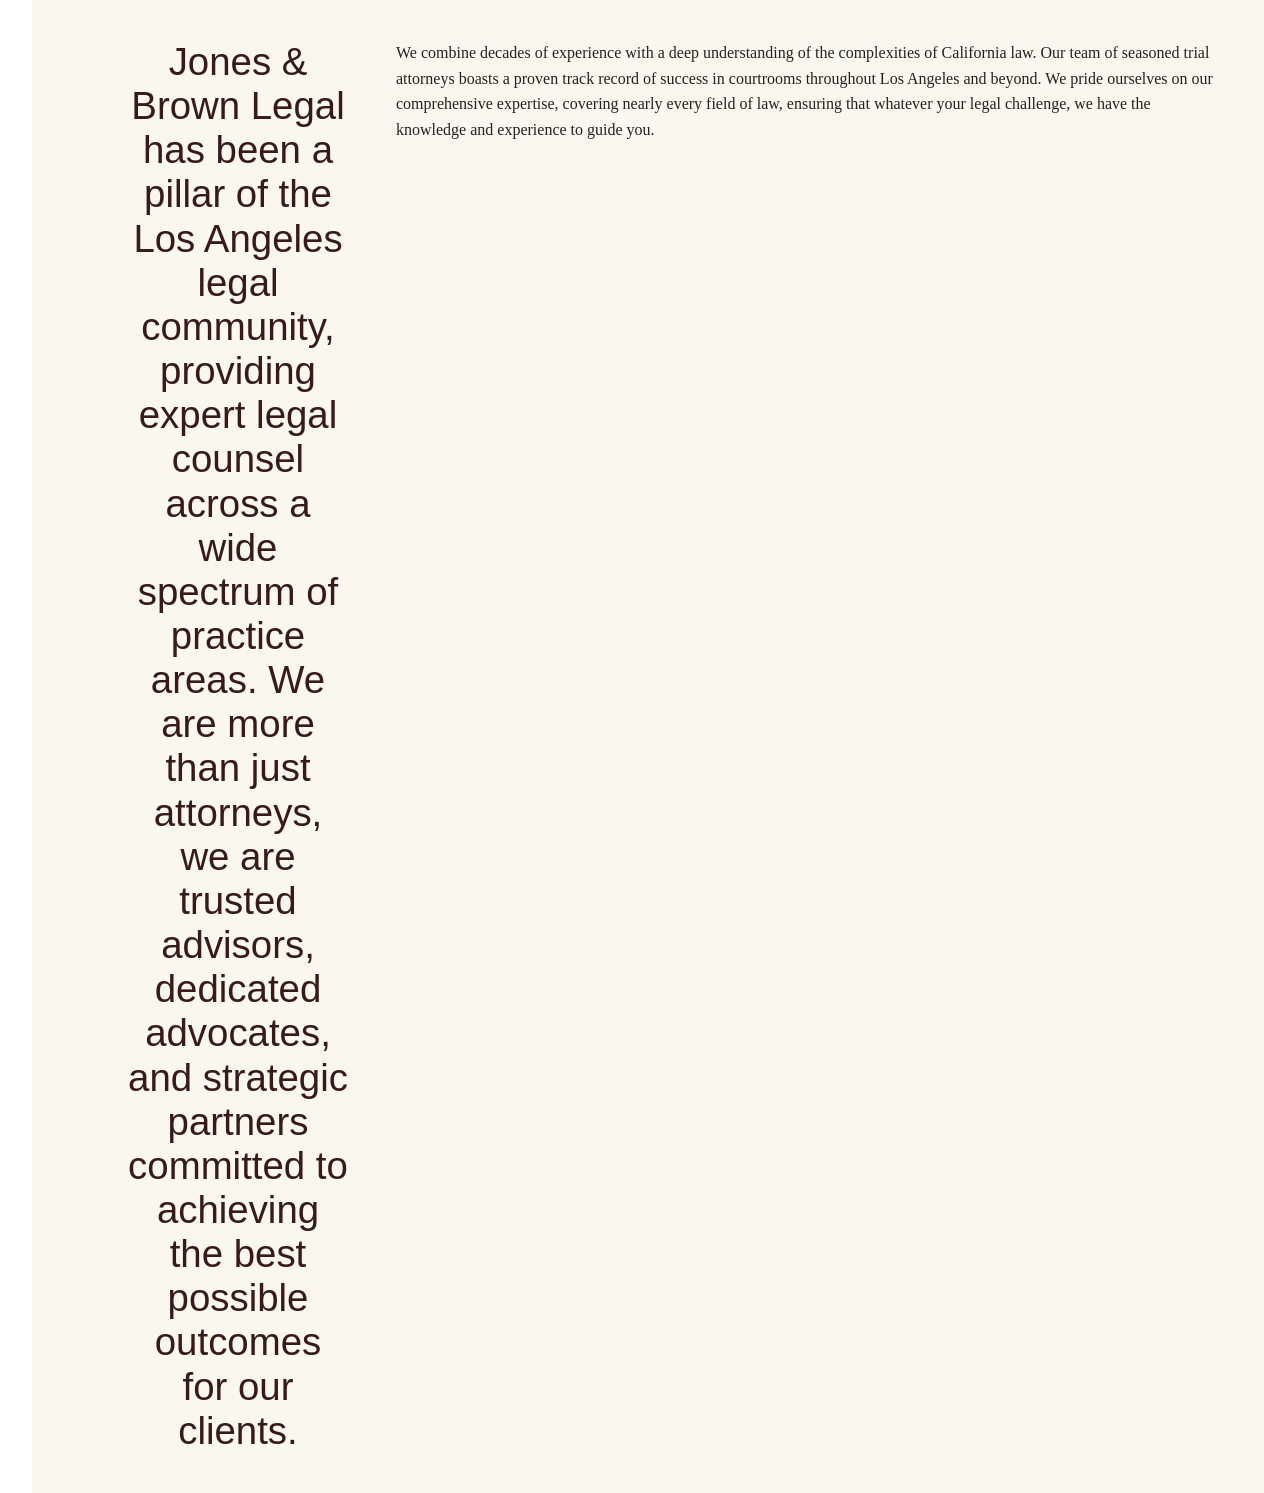 Jones &
Brown Legal
has been a
pillar of the
Los Angeles
legal
community,
providing
expert legal
counsel
across a
wide
spectrum of
practice
areas. We
are more
than just
attorneys,
we are
trusted
advisors,
dedicated
advocates,
and strategic
partners
committed to
achieving
the best
possible
outcomes
for our
clients.
We combine decades of experience with a deep understanding of the complexities of California law. Our team of seasoned trial
attorneys boasts a proven track record of success in courtrooms throughout Los Angeles and beyond. We pride ourselves on our
comprehensive expertise, covering nearly every field of law, ensuring that whatever your legal challenge, we have the
knowledge and experience to guide you.